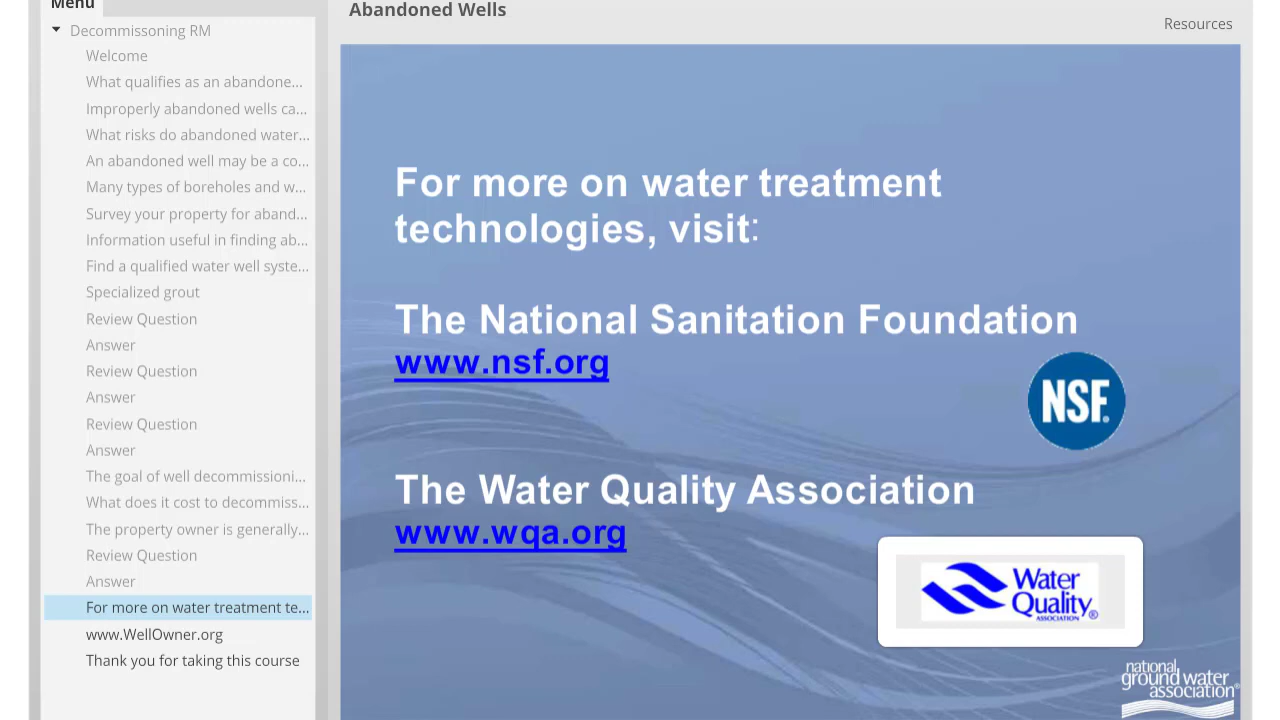 Menu
Decommissoning RM
Welcome
What qualifies as an abandone...
Improperly abandoned wells ca...
What risks do abandoned water...
An abandoned well may be a co...
Many types of boreholes and w...
Survey your property for aband...
Information useful in finding ab...
Find a qualified water well syste...
Specialized grout
Review Question
Answer
Review Question
Answer
Review Question
Answer
The goal of well decommissioni...
What does it cost to decommiss...
The property owner is generally...
Review Question
Answer
For more on water treatment te...
www.WellOwner.org
Thank you for taking this course
Abandoned Wells
Resources
For more on water treatment
technologies, visit:
The National Sanitation Foundation
www.nsf.org
NSF.
The Water Quality Association
www.wqa.org
Water
Quality®
ASSOCIATION
national
ground water
association®